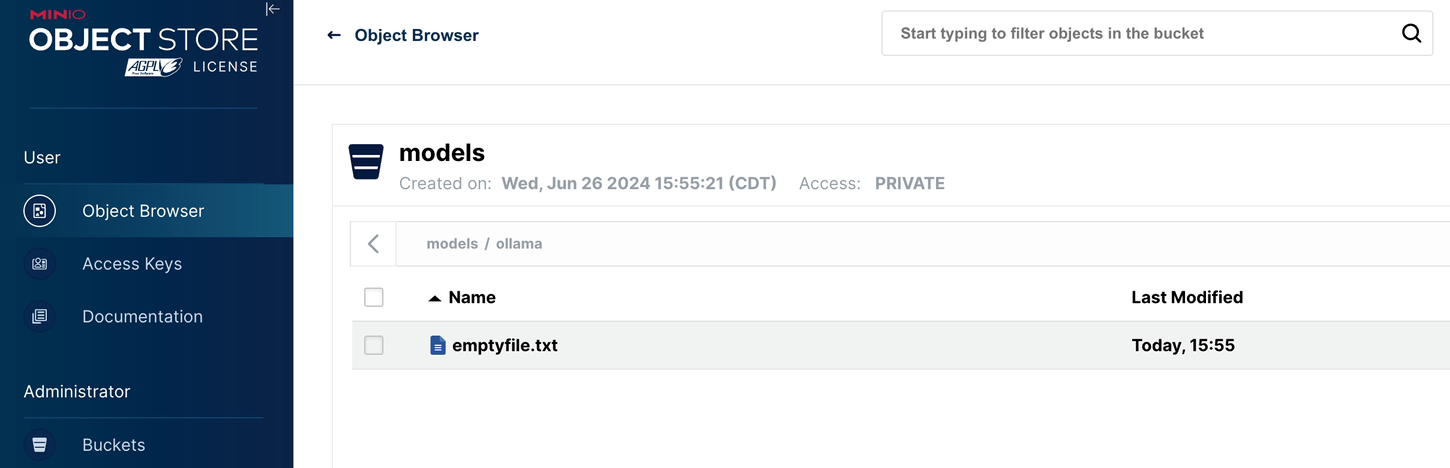 MINIO
OBJECT STORE
AGPLv3 LICENSE
Free Software
User
Object Browser
Access Keys
Documentation
Administrator
Buckets
← Object Browser
Start typing to filter objects in the bucket
models
Created on: Wed, Jun 26 2024 15:55:21 (CDT) Access: PRIVATE
models / ollama
Name Last Modified
emptyfile.txt Today, 15:55